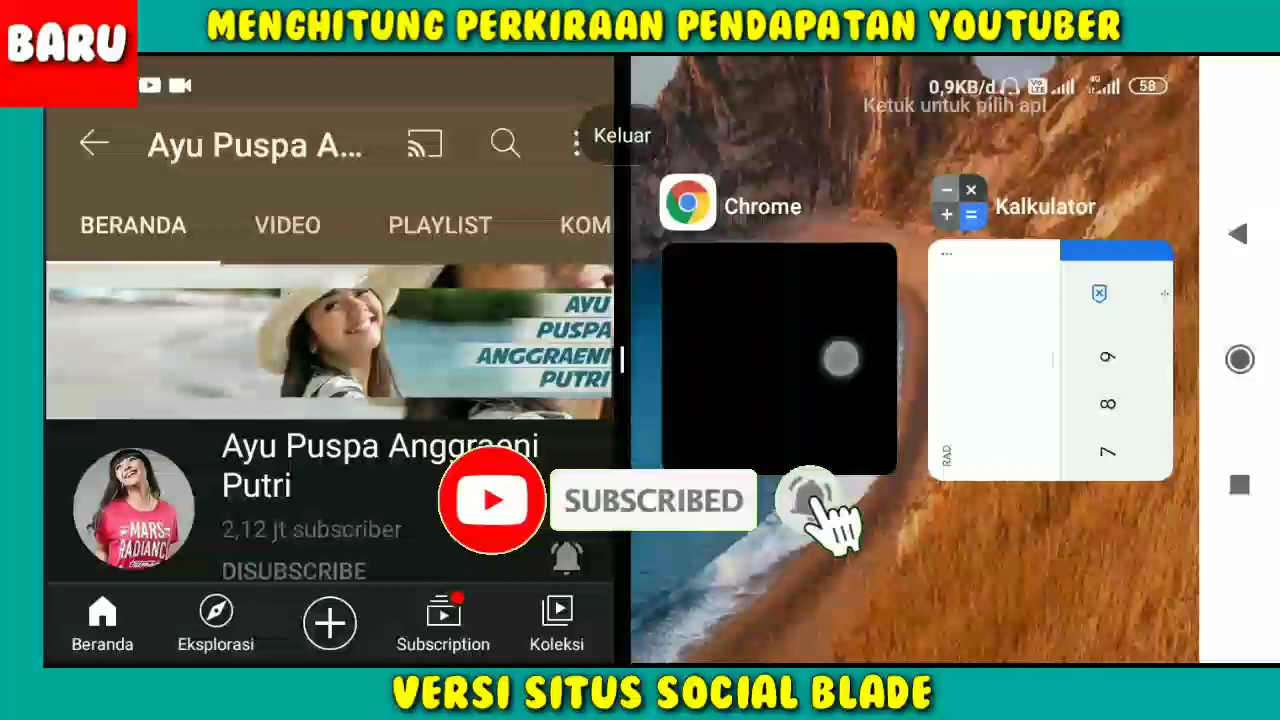 BARU
MENGHITUNG PERKIRAAN PENDAPATAN YOUTUBER
0,9KB/d
58
Ketuk untuk pilih apl
Ayu Puspa A...
Keluar
BERANDA
VIDEO
PLAYLIST
KOM
Chrome
Kalkulator
AYU
PUSPA
ANGGRAENI
PUTRI
RAD
9
8
7
Ayu Puspa Anggraeni
Putri
2,12 jt subscriber
DISUBSCRIBE
MARS
RADIANC
SUBSCRIBED
Beranda
Eksplorasi
Subscription
Koleksi
VERSI SITUS SOCIAL BLADE